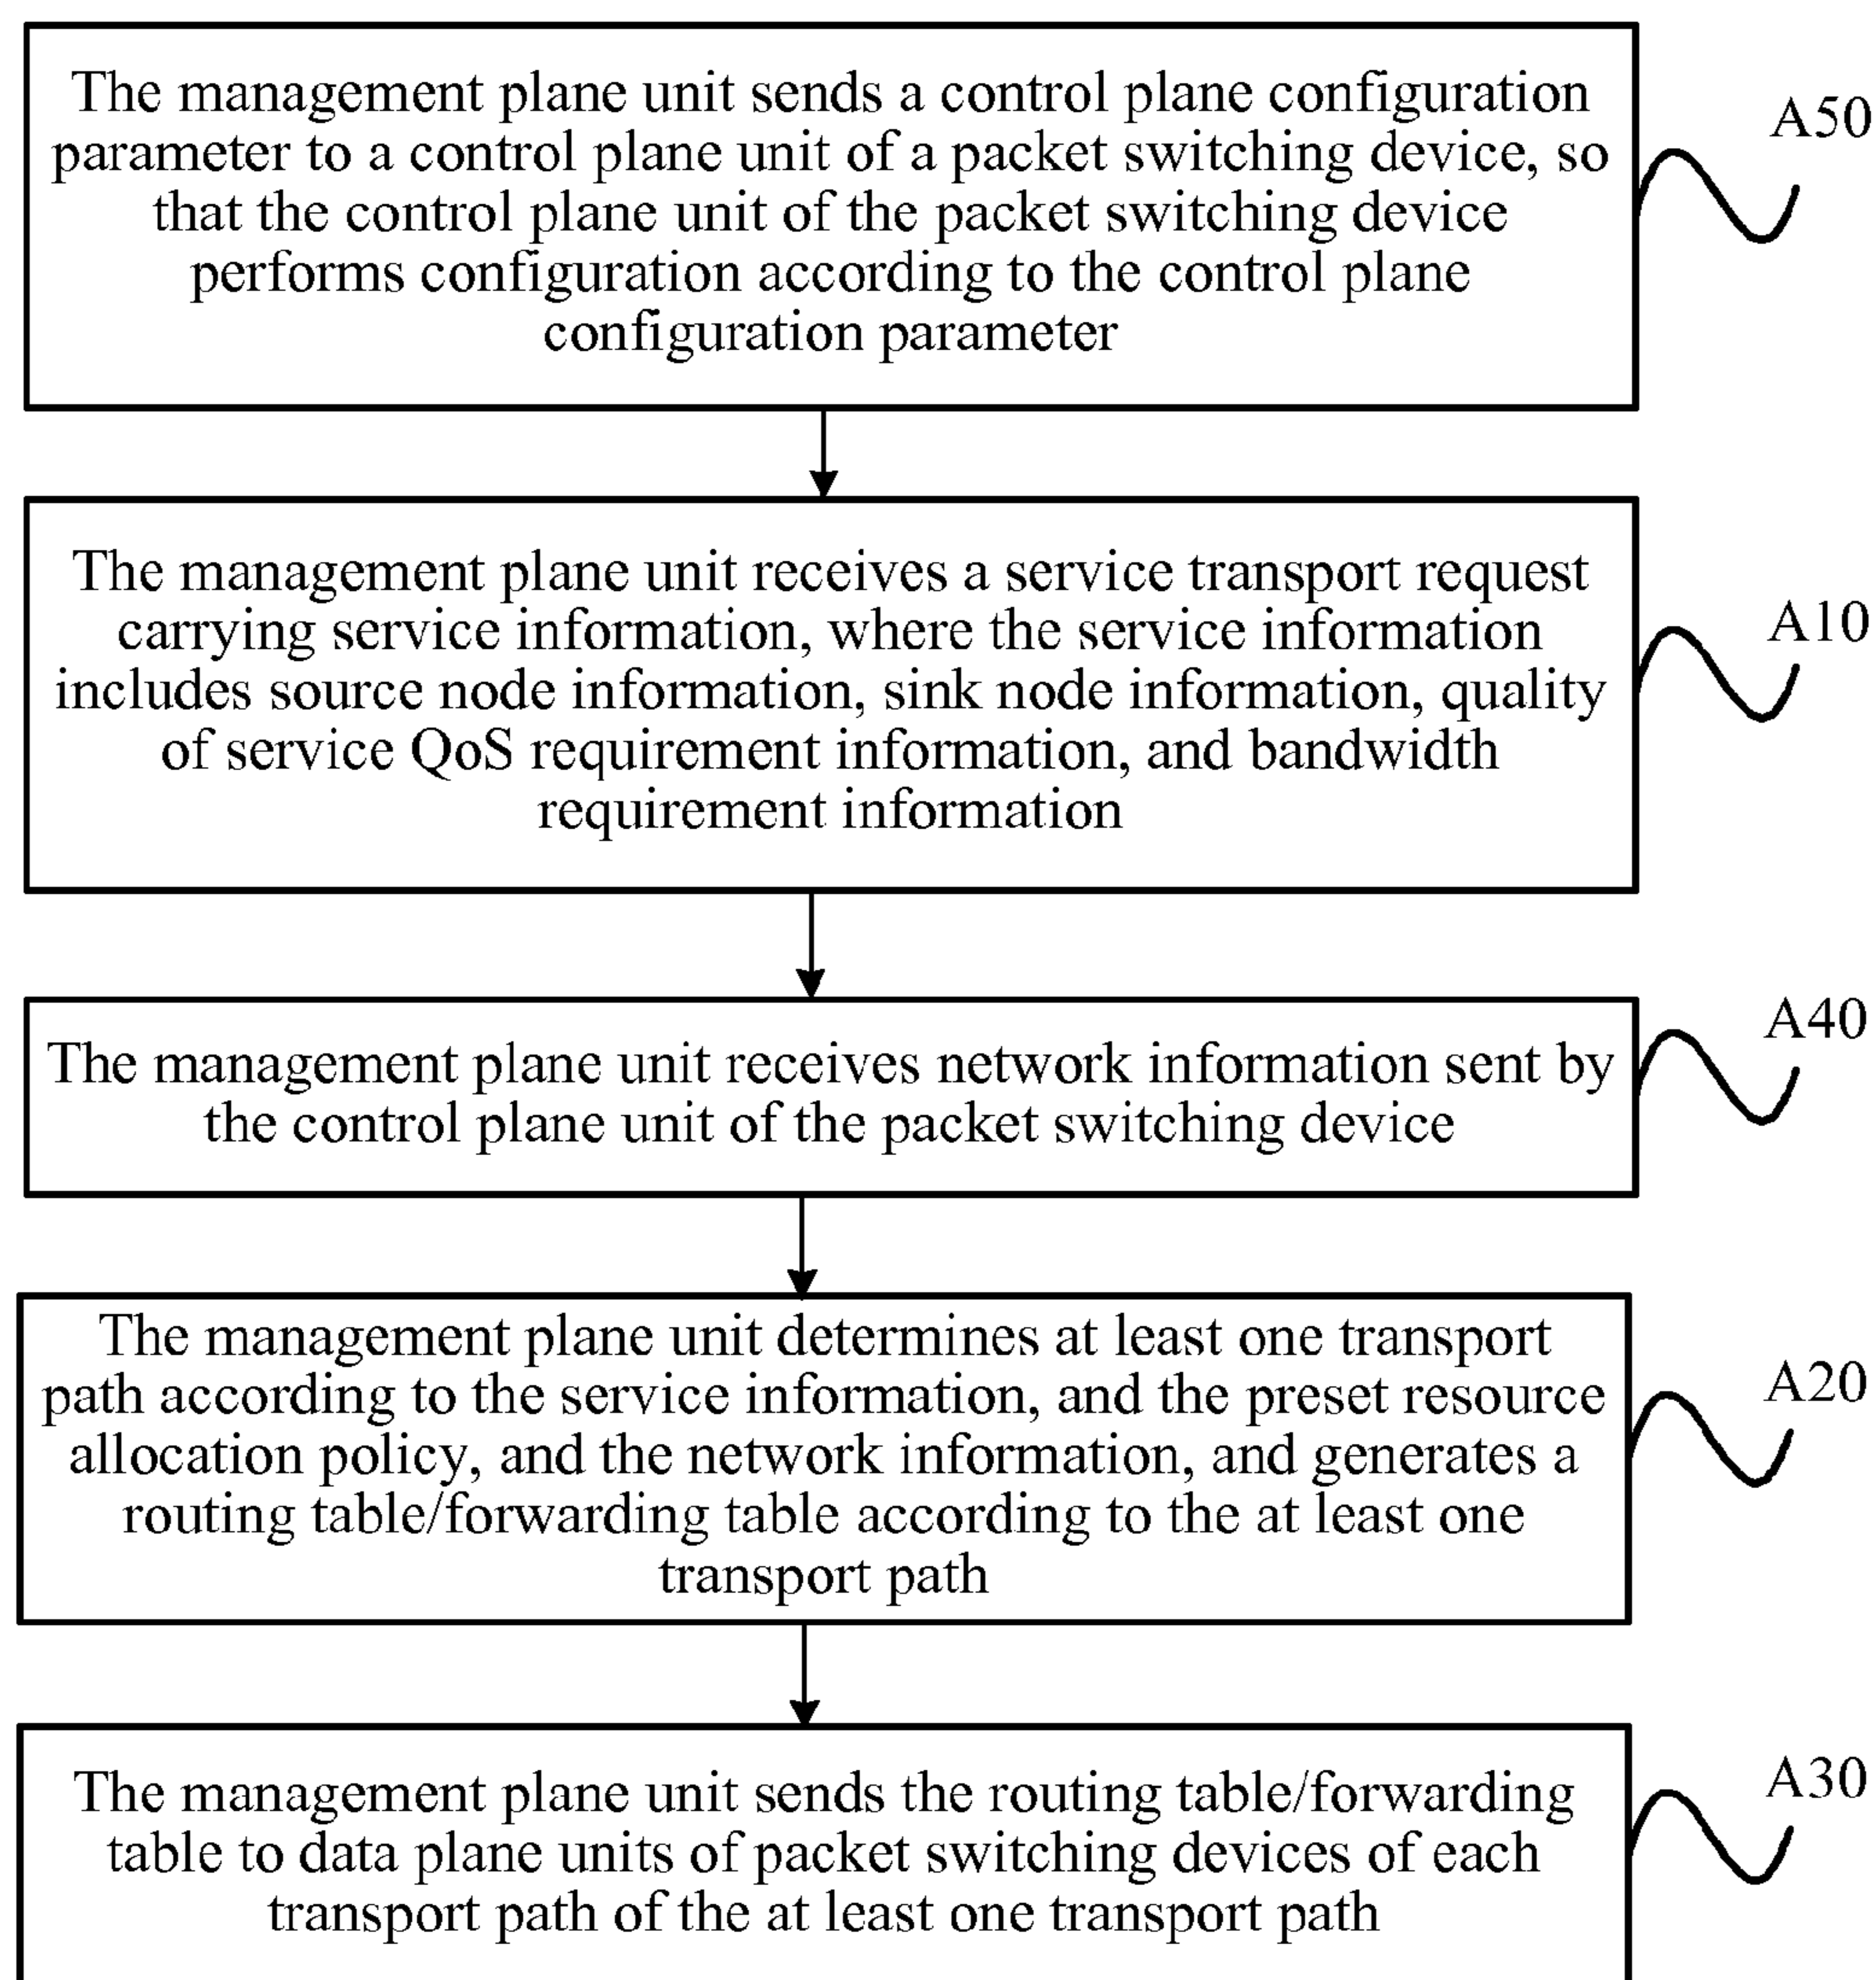 The management plane unit sends a control plane configuration
parameter to a control plane unit of a packet switching device, so
that the control plane unit of the packet switching device
performs configuration according to the control plane
configuration parameter
A50
The management plane unit receives a service transport request
carrying service information, where the service information
includes source node information, sink node information, quality
of service QoS requirement information, and bandwidth
requirement information
A10
The management plane unit receives network information sent by
the control plane unit of the packet switching device
A40
The management plane unit determines at least one transport
path according to the service information, and the preset resource
allocation policy, and the network information, and generates a
routing table/forwarding table according to the at least one
transport path
A20
The management plane unit sends the routing table/forwarding
table to data plane units of packet switching devices of each
transport path of the at least one transport path
A30